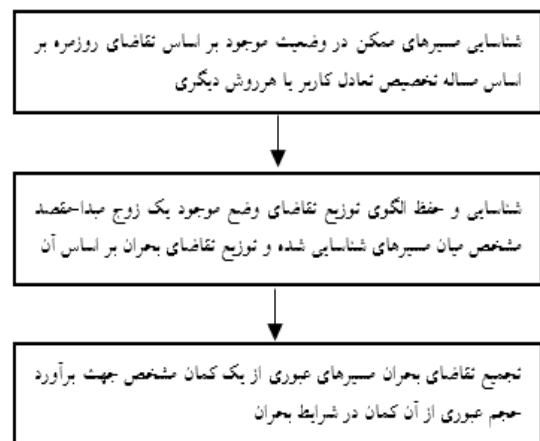 شناسایی مسیرهای ممکن در وضعیت موجود بر اساس تقاضای روزمره بر
اساس مساله تخصیص تعادل کاربر یا هرروش دیگری
شناسایی و حفظ الگوی توزیع تقاضای وضع موجود یک زوج مبدا-مقصد
مشخص میان مسیرهای شناسایی شده و توزیع تقاضای بحران بر اساس آن
تجمیع تقاضای بحران مسیرهای عبوری از یک کمان مشخص جهت برآورد
حجم عبوری از آن کمان در شرایط بحران